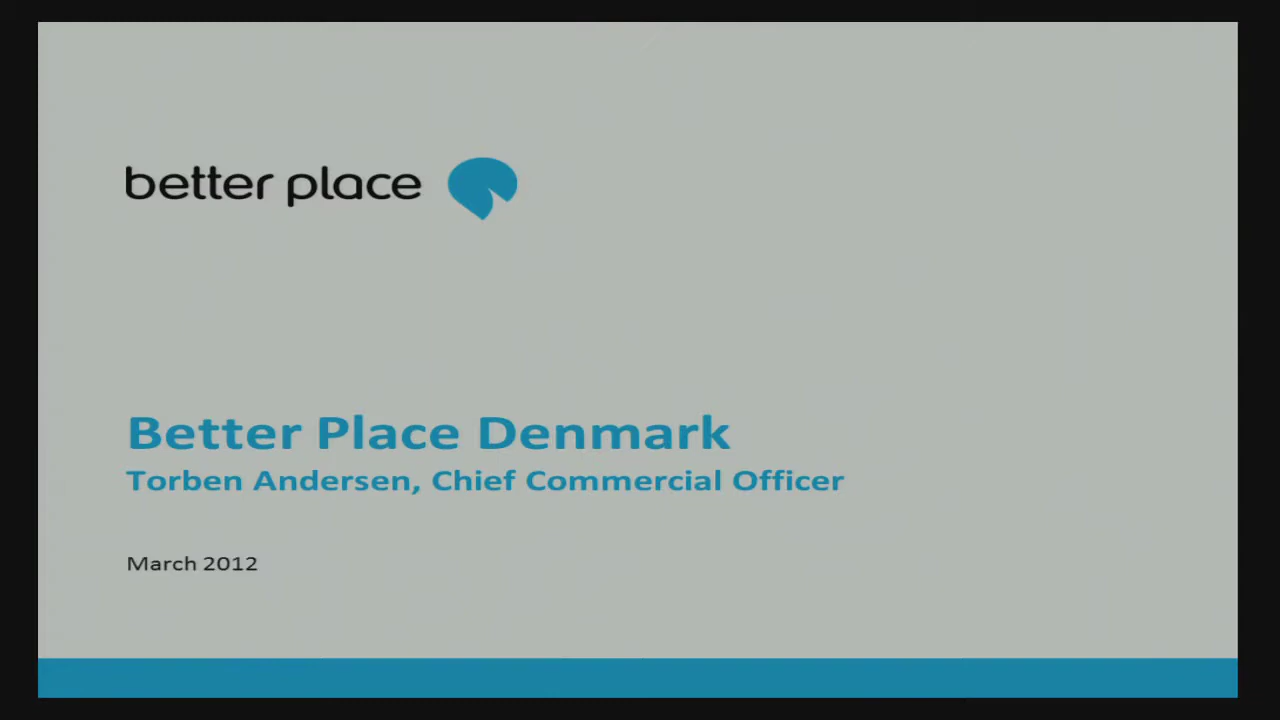 better place
Better Place Denmark
Torben Andersen, Chief Commercial Officer
March 2012